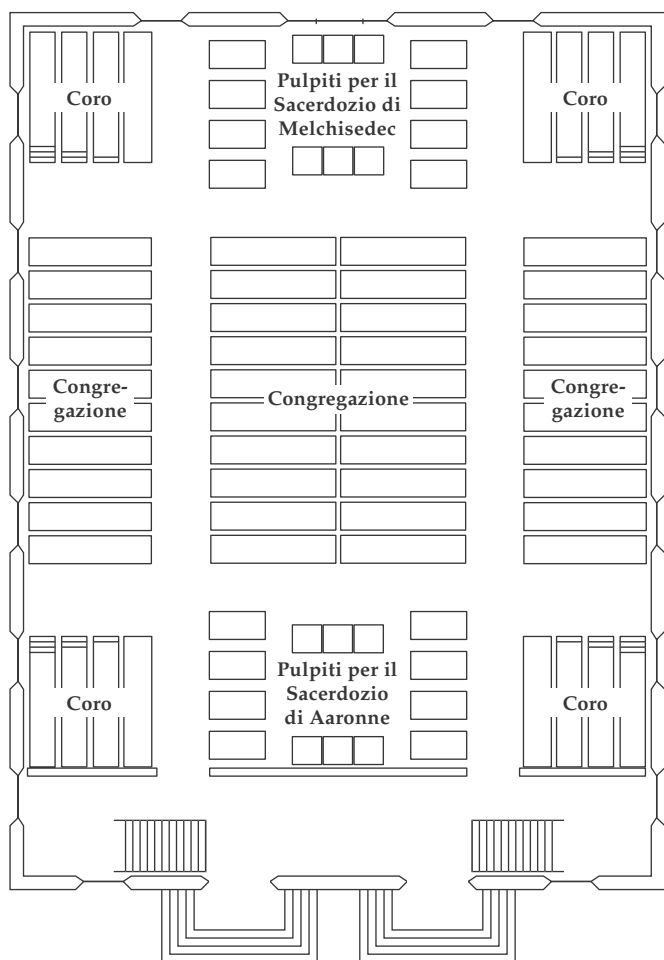 Coro
Pulpiti per il
Sacerdozio di
Melchisedec
Coro
Congre-
gazione
Congregazione
Congre-
gazione
Coro
Pulpiti per il
Sacerdozio
di Aaronne
Coro